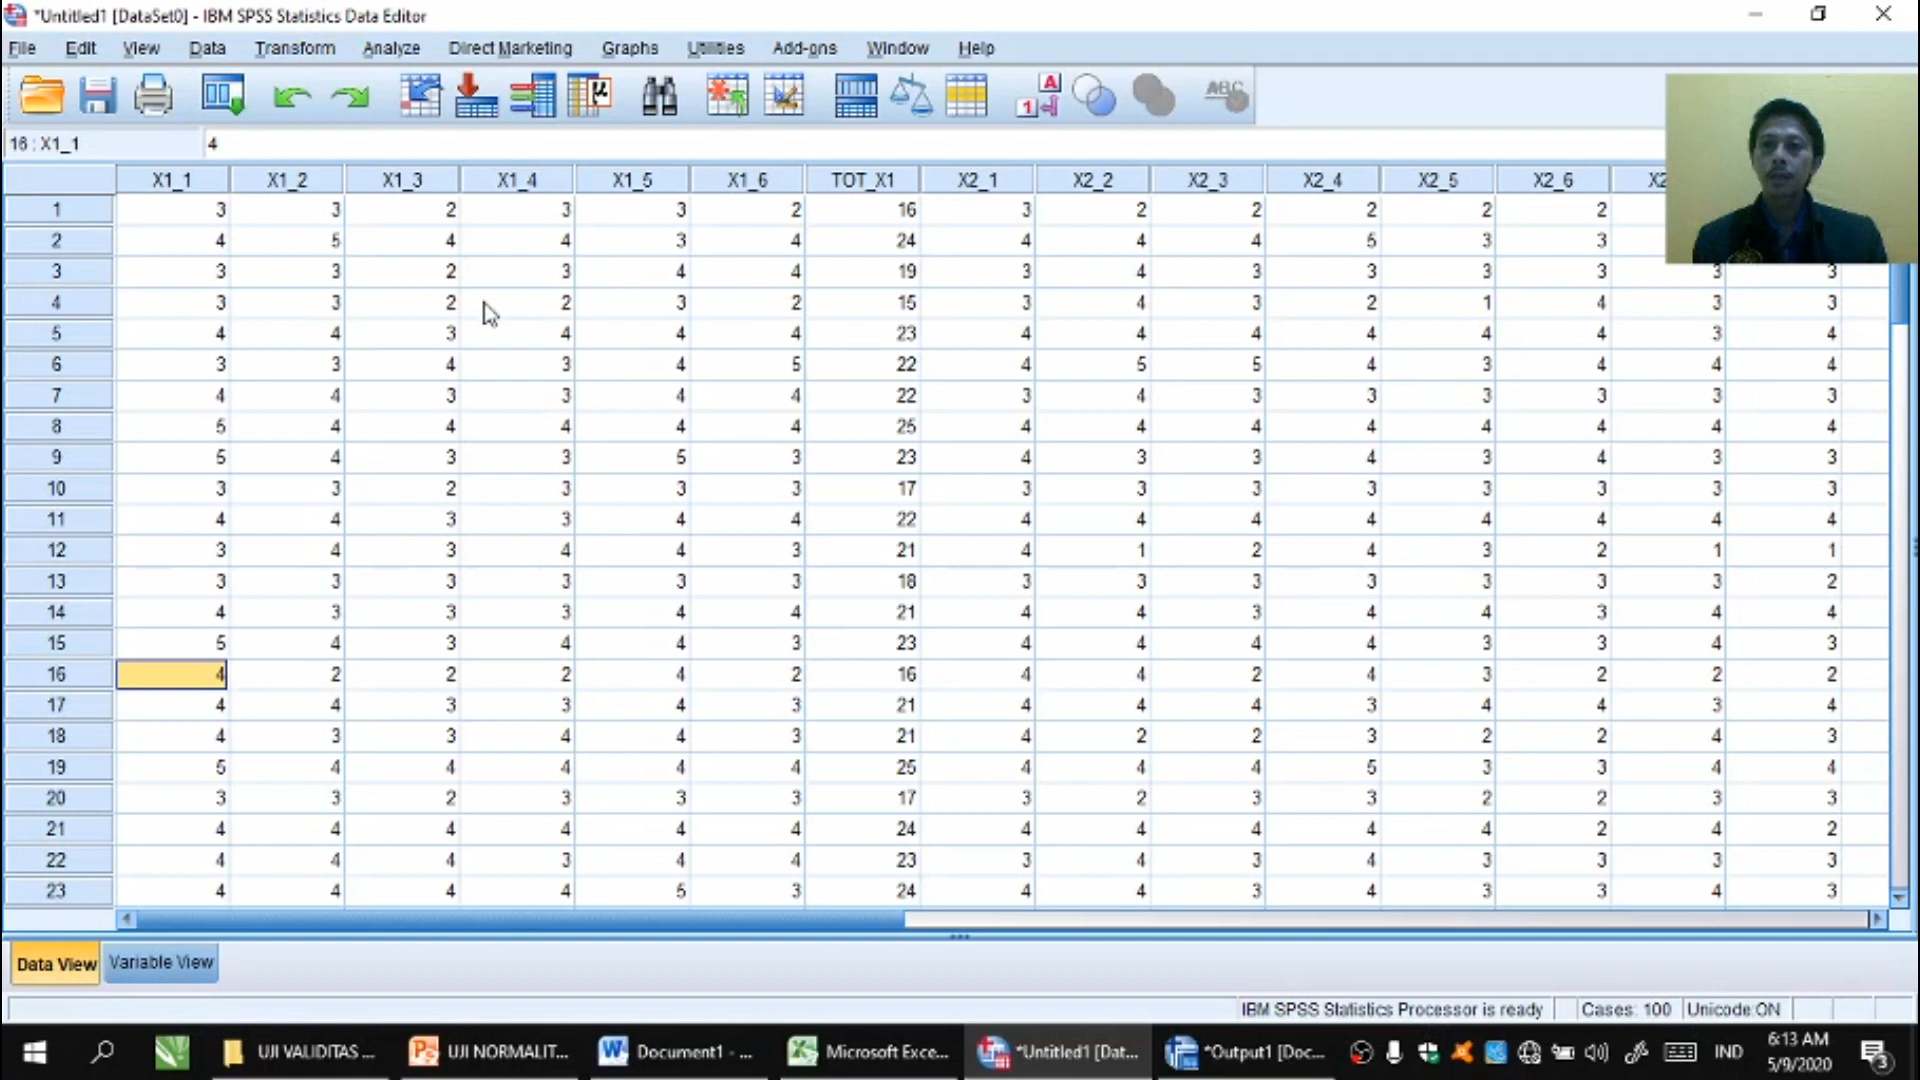 *Untitled1 [DataSet0] - IBM SPSS Statistics Data Editor
File Edit View Data Transform Analyze Direct Marketing Graphs Utilities Add-ons Window Help
16 : X1_1 4
X1_1 X1_2 X1_3 X1_4 X1_5 X1_6 TOT_X1 X2_1 X2_2 X2_3 X2_4 X2_5 X2_6 X2
1 3 3 2 3 3 2 16 3 2 2 2 2 2
2 4 5 4 4 3 4 24 4 4 4 5 3 3
3 3 3 2 3 4 4 19 3 4 3 3 3 3 3 3
4 3 3 2 2 3 2 15 3 4 3 2 1 4 3 3
5 4 4 3 4 4 4 23 4 4 4 4 4 4 3 4
6 3 3 4 3 4 5 22 4 5 5 4 3 4 4 4
7 4 4 3 3 4 4 22 3 4 3 3 3 3 3 3
8 5 4 4 4 4 4 25 4 4 4 4 4 4 4 4
9 5 4 3 3 5 3 23 4 3 3 4 3 4 3 3
10 3 3 2 3 3 3 17 3 3 3 3 3 3 3 3
11 4 4 3 3 4 4 22 4 4 4 4 4 4 4 4
12 3 4 3 4 4 3 21 4 1 2 4 3 2 1 1
13 3 3 3 3 3 3 18 3 3 3 3 3 3 3 2
14 4 3 3 3 4 4 21 4 4 3 4 4 3 4 4
15 5 4 3 4 4 3 23 4 4 4 4 3 3 4 3
16 4 2 2 2 4 2 16 4 4 2 4 3 2 2 2
17 4 4 3 3 4 3 21 4 4 4 3 4 4 3 4
18 4 3 3 4 4 3 21 4 2 2 3 2 2 4 3
19 5 4 4 4 4 4 25 4 4 4 5 3 3 4 4
20 3 3 2 3 3 3 17 3 2 3 3 2 2 3 3
21 4 4 4 4 4 4 24 4 4 4 4 4 2 4 2
22 4 4 4 3 4 4 23 3 4 3 4 3 3 3 3
23 4 4 4 4 5 3 24 4 4 3 4 3 3 4 3
Data View Variable View
IBM SPSS Statistics Processor is ready Cases: 100 Unicode:ON
UJI VALIDITAS ... UJI NORMALIT... Document1 - ... Microsoft Exce... *Untitled1 [Dat... *Output1 [Doc... IND 6:13 AM
5/9/2020 3